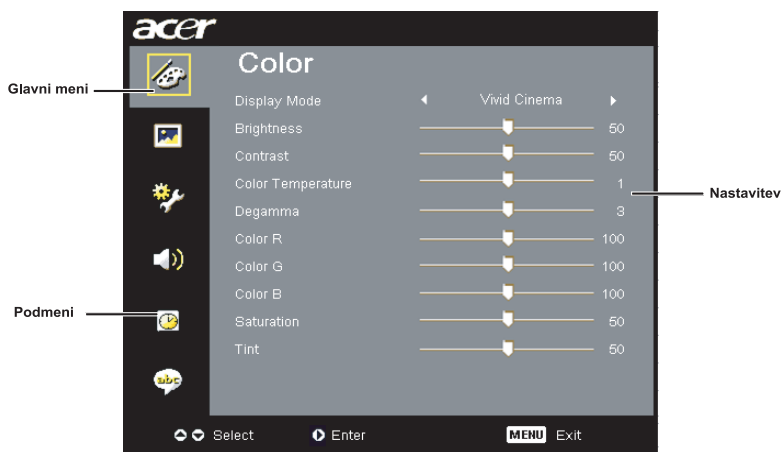 acer
Color
Glavni meni
Display Mode Vivid Cinema
Brightness 50
Contrast 50
Color Temperature 1
Nastavitev
Degamma 3
Color R 100
Color G 100
Color B 100
Podmeni
Saturation 50
Tint 50
abc
Select Enter MENU Exit